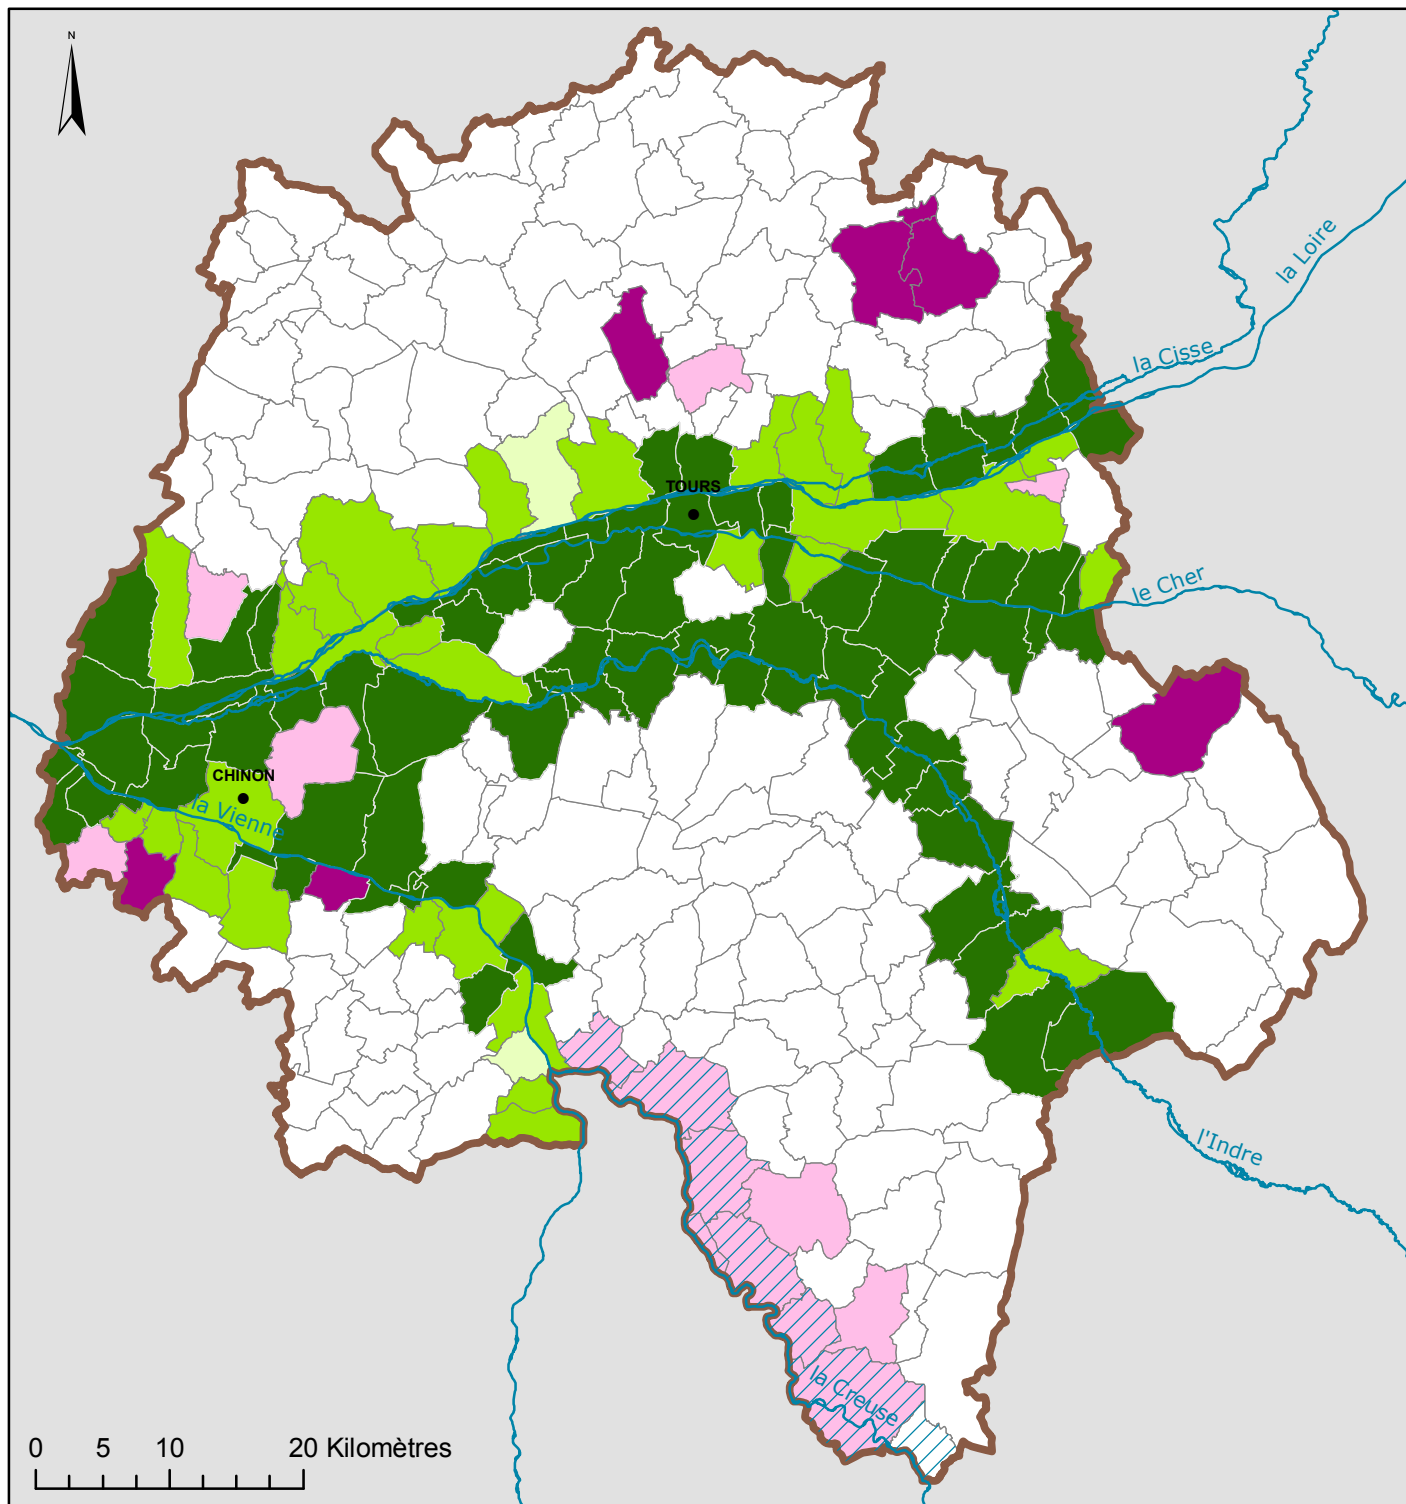 N
la Loire
la Cisse
TOURS
le Cher
CHINON
la Vienne
l'Indre
la Creuse
0 5 10 20 Kilomètres